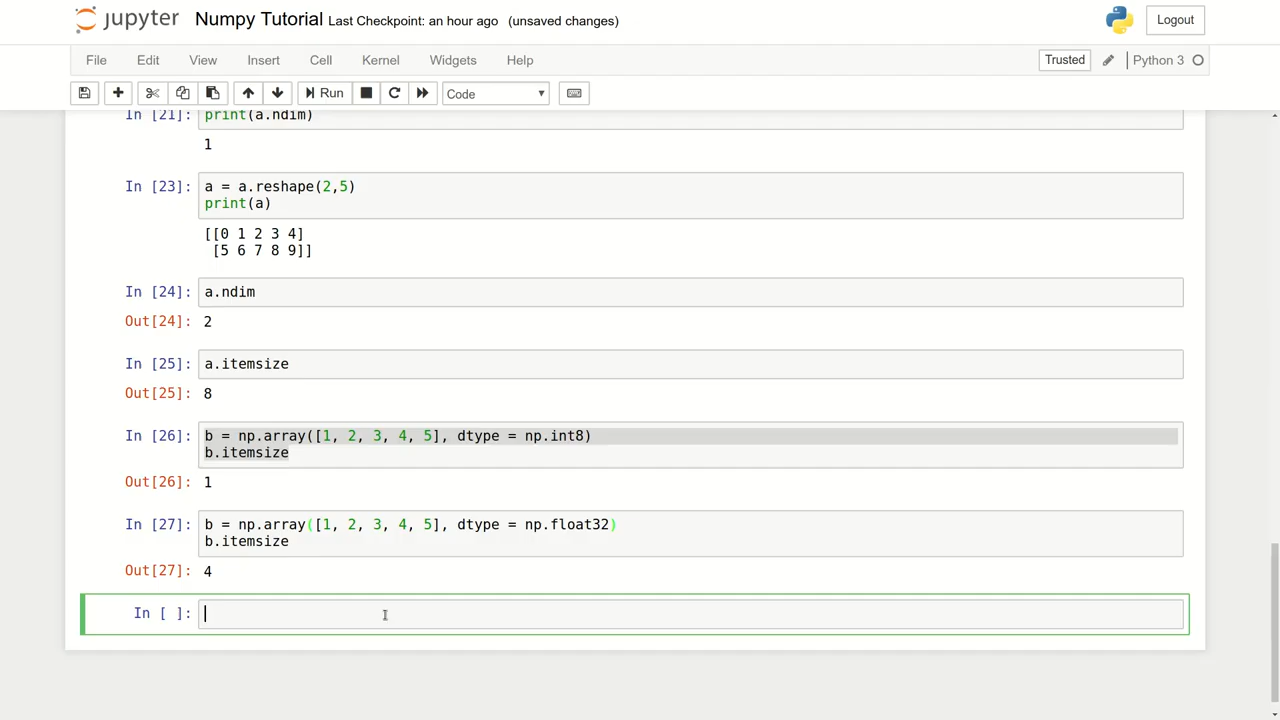 jupyter Numpy Tutorial Last Checkpoint: an hour ago (unsaved changes) Logout
File Edit View Insert Cell Kernel Widgets Help Trusted Python 3
Run Code
In [21]: print(a.ndim)
1
In [23]: a = a.reshape(2,5)
print(a)
[[0 1 2 3 4]
[5 6 7 8 9]]
In [24]: a.ndim
Out[24]: 2
In [25]: a.itemsize
Out[25]: 8
In [26]: b = np.array([1, 2, 3, 4, 5], dtype = np.int8)
b.itemsize
Out[26]: 1
In [27]: b = np.array([1, 2, 3, 4, 5], dtype = np.float32)
b.itemsize
Out[27]: 4
In [ ]: